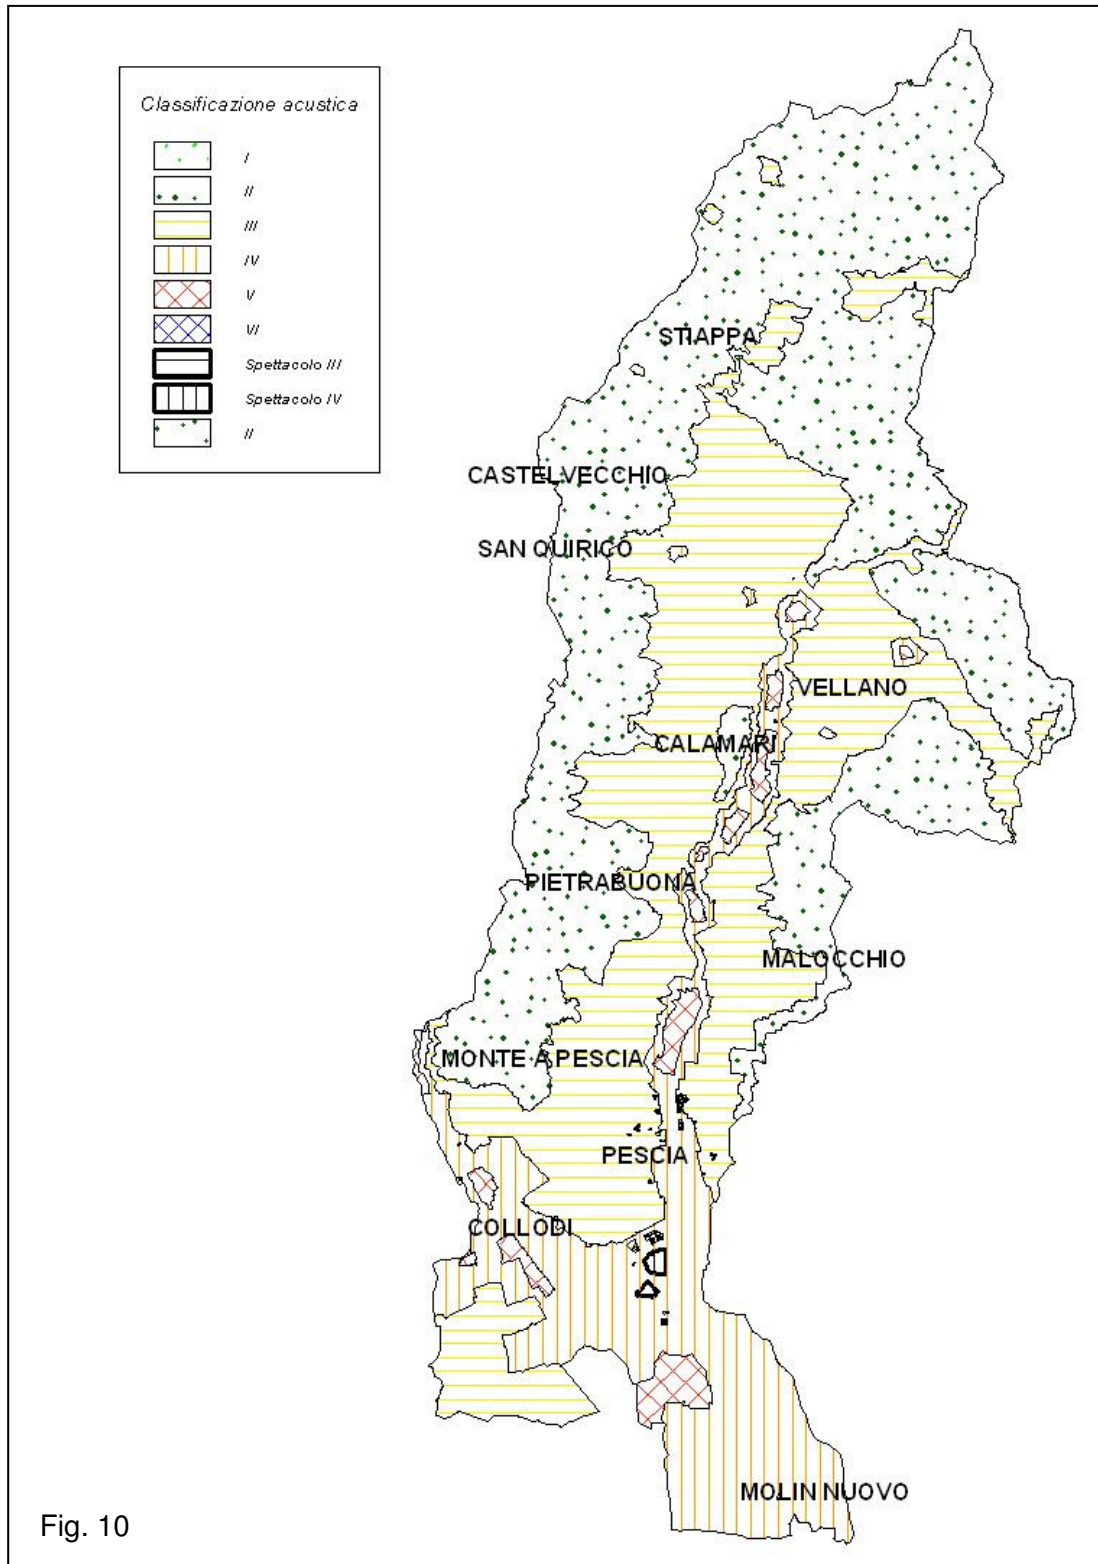 Classificazione acustica
I
II
III
IV
V
VI
Spettacolo III
Spettacolo IV
II
STIAPPA
CASTELVECCHIO
SAN QUIRICO
VELLANO
CALAMARI
PIETRABUONA
MALOCCHIO
MONTE A PESCIA
PESCIA
COLLODI
MOLIN NUOVO
Fig. 10